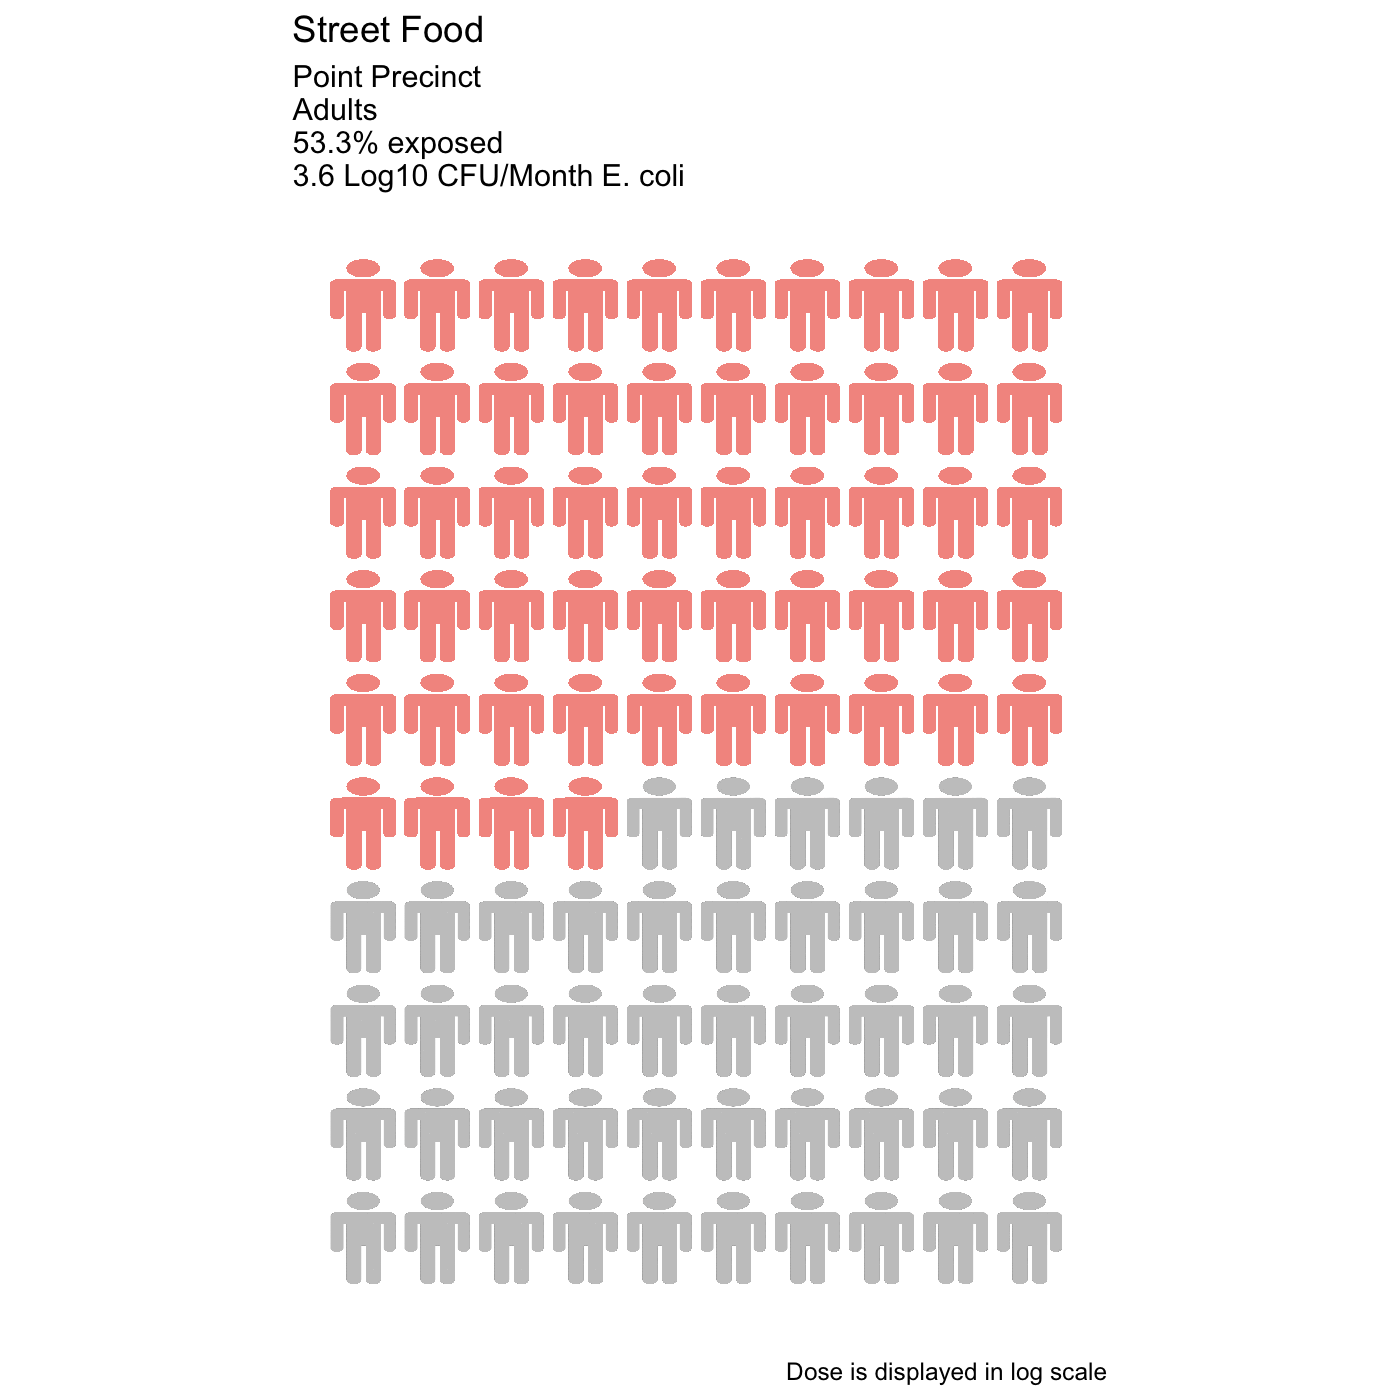 Street Food
Point Precinct
Adults
53.3% exposed
3.6 Log10 CFU/Month E. coli
Dose is displayed in log scale